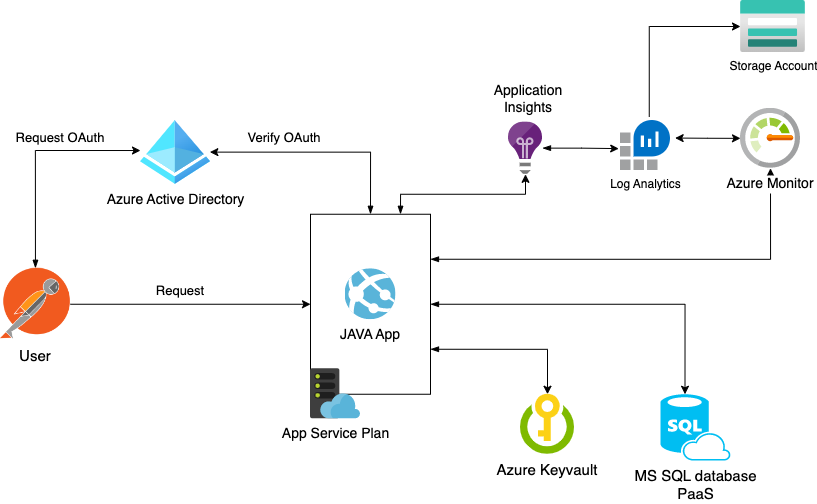 Storage Account
Application
Insights
Request OAuth
Verify OAuth
Log Analytics
Azure Monitor
Azure Active Directory
Request
JAVA App
User
App Service Plan
SQL
Azure Keyvault
MS SQL database
PaaS